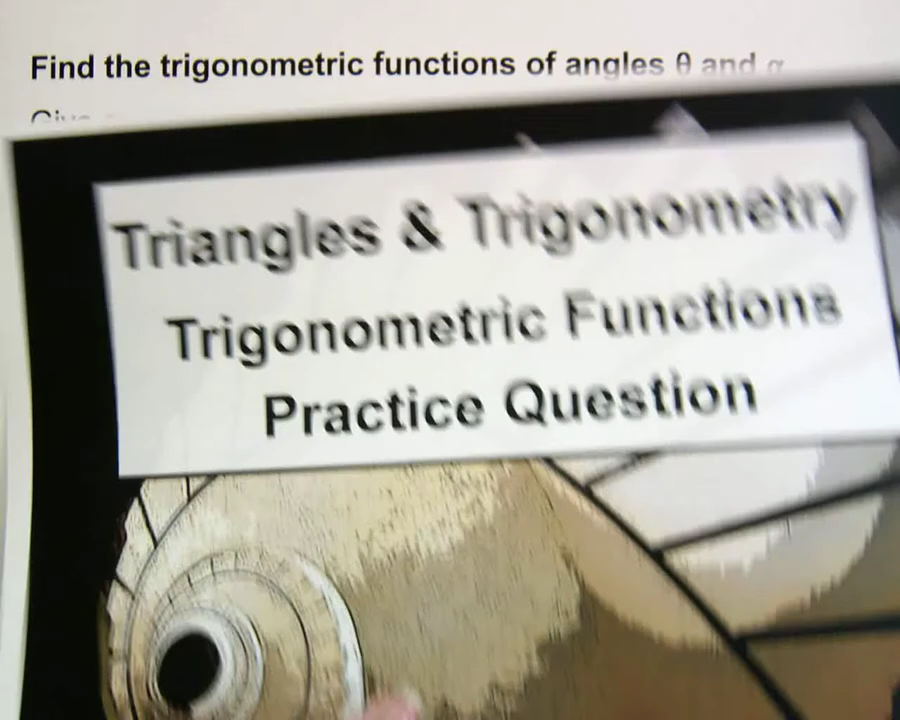 Find the trigonometric functions of angles θ and α
Triangles & Trigonometry
Trigonometric Functions
Practice Question